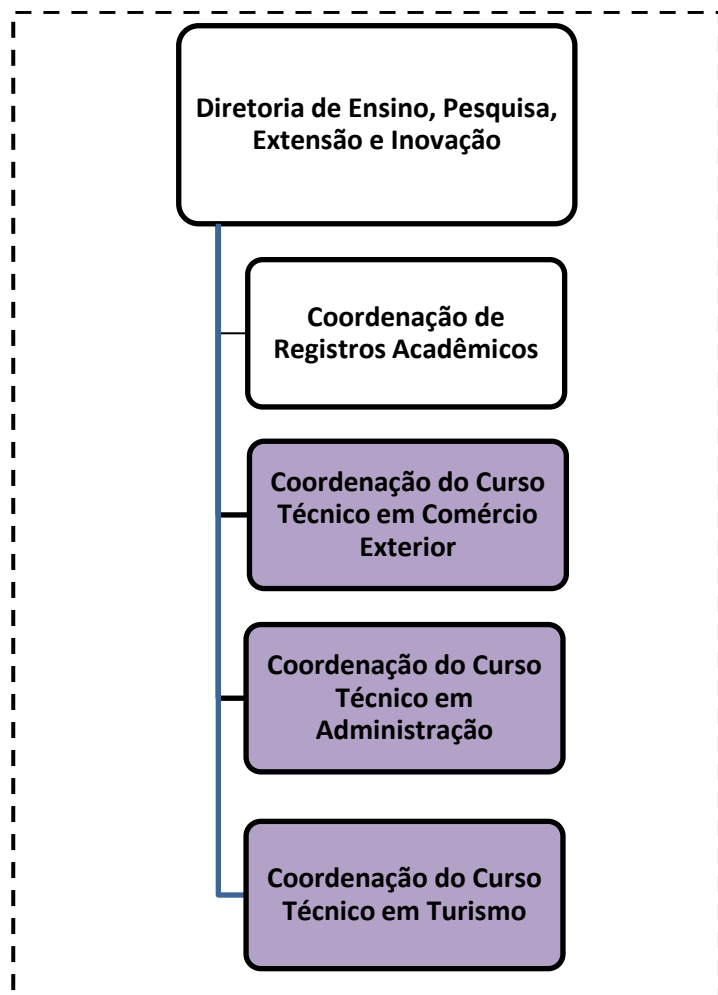 Diretoria de Ensino, Pesquisa,
Extensão e Inovação
Coordenação de
Registros Acadêmicos
Coordenação do Curso
Técnico em Comércio
Exterior
Coordenação do Curso
Técnico em
Administração
Coordenação do Curso
Técnico em Turismo